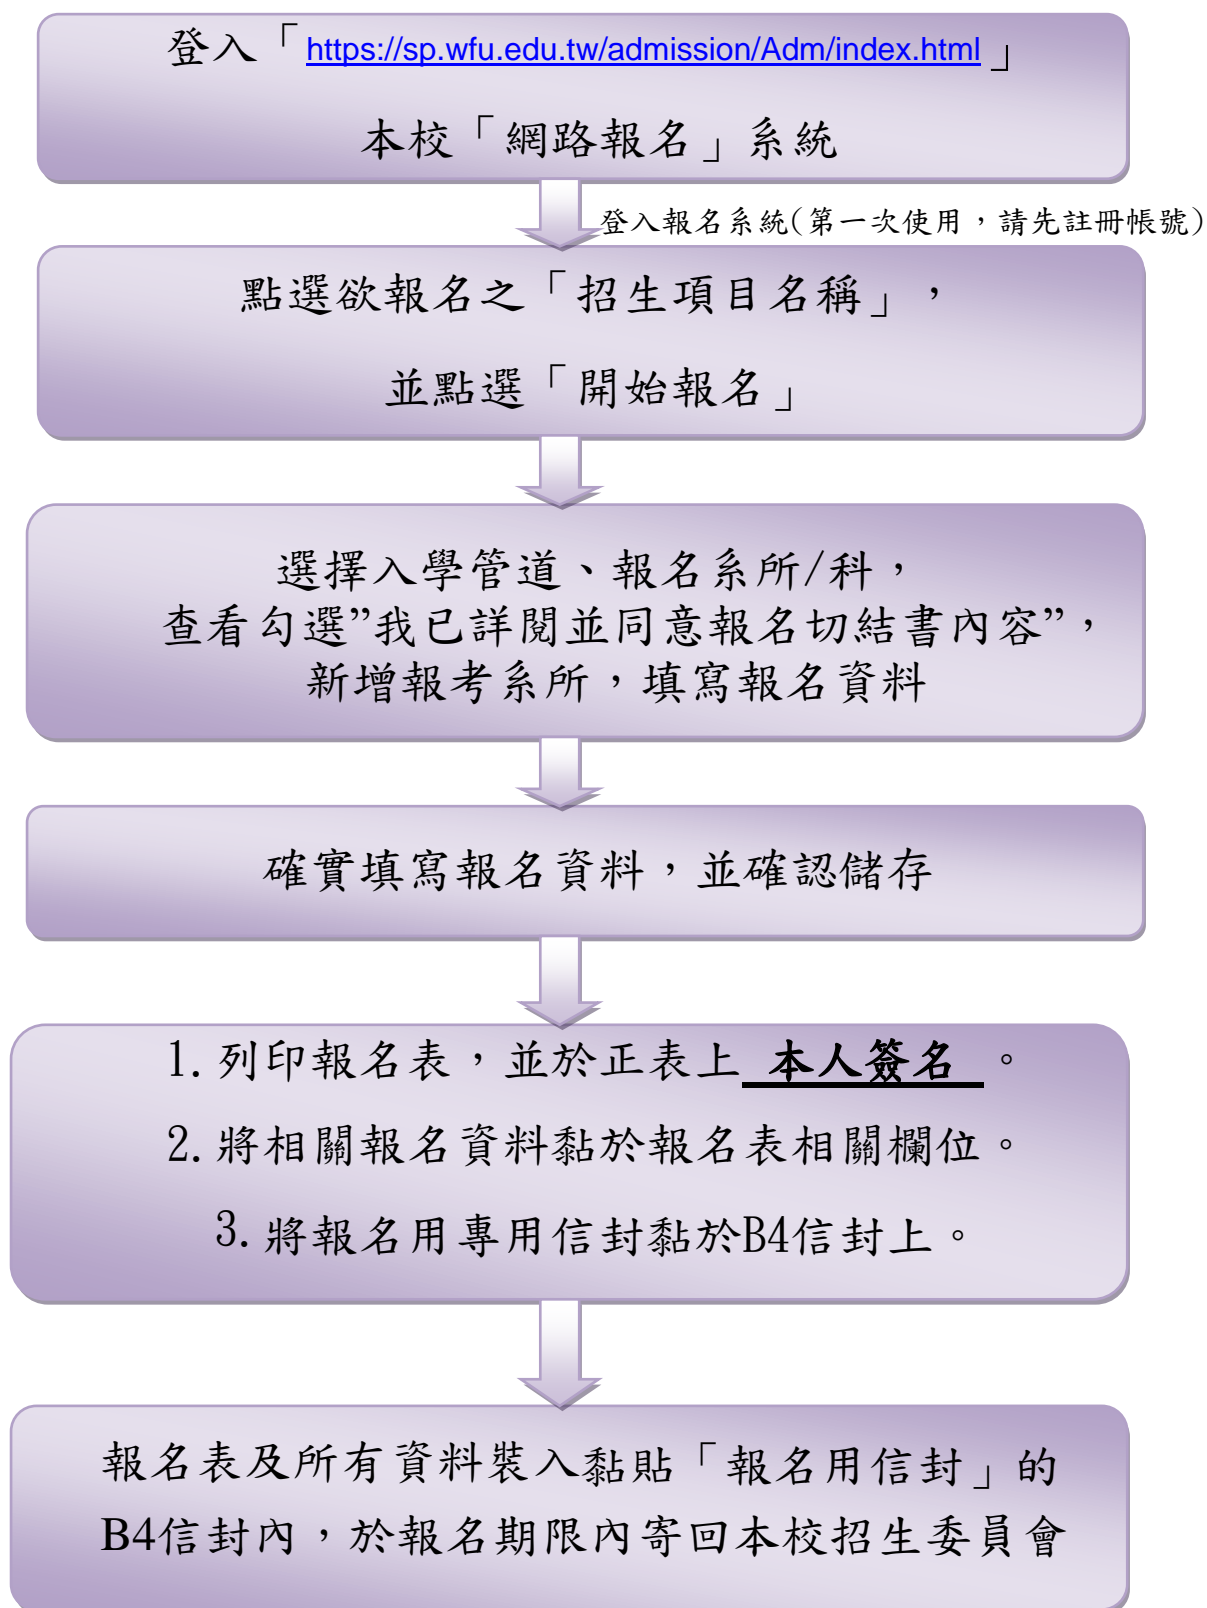 登入「https://sp.wfu.edu.tw/admission/Adm/index.html」
本校「網路報名」系統
登入報名系統(第一次使用，請先註冊帳號)
點選欲報名之「招生項目名稱」，
並點選「開始報名」
選擇入學管道、報名系所/科，
查看勾選”我已詳閱並同意報名切結書內容”，
新增報考系所，填寫報名資料
確實填寫報名資料，並確認儲存
1. 列印報名表，並於正表上 本人簽名 。
2. 將相關報名資料黏於報名表相關欄位。
3. 將報名用專用信封黏於B4信封上。
報名表及所有資料裝入黏貼「報名用信封」的
B4信封內，於報名期限內寄回本校招生委員會